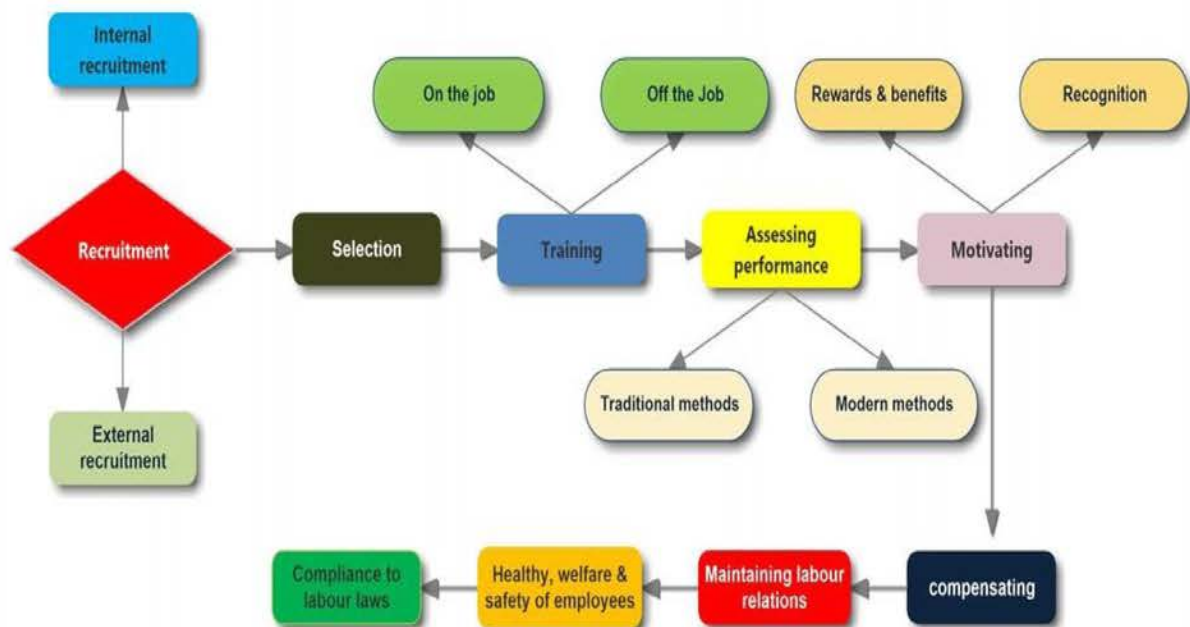 Internal
recruitment
On the job
Off the Job
Rewards & benefits
Recognition
Recruitment
Selection
Training
Assessing
performance
Motivating
Traditional methods
Modern methods
External
recruitment
Compliance to
labour laws
Healthy, welfare &
safety of employees
Maintaining labour
relations
compensating